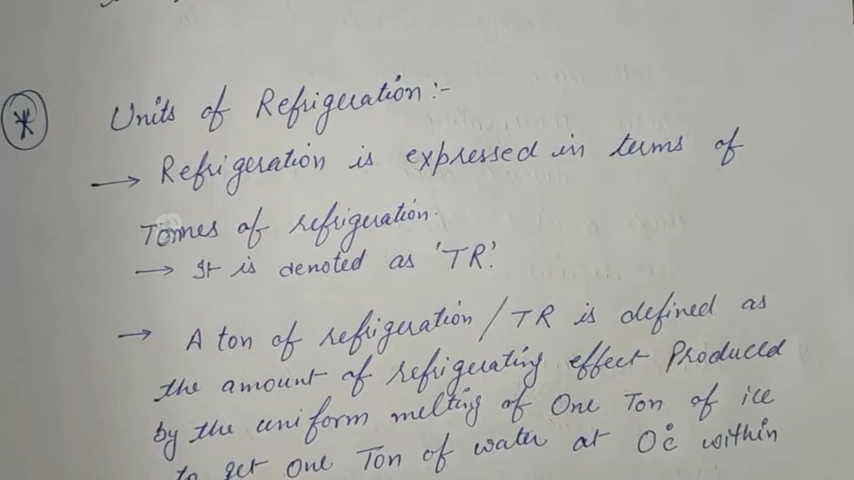 *
Units of Refrigeration:-
→ Refrigeration is expressed in terms of
Tonnes of refrigeration.
→ It is denoted as 'TR'.
→ A ton of refrigeration/TR is defined as
the amount of refrigerating effect Produced
by the uniform melting of One Ton of ice
to get One Ton of water at 0°c within